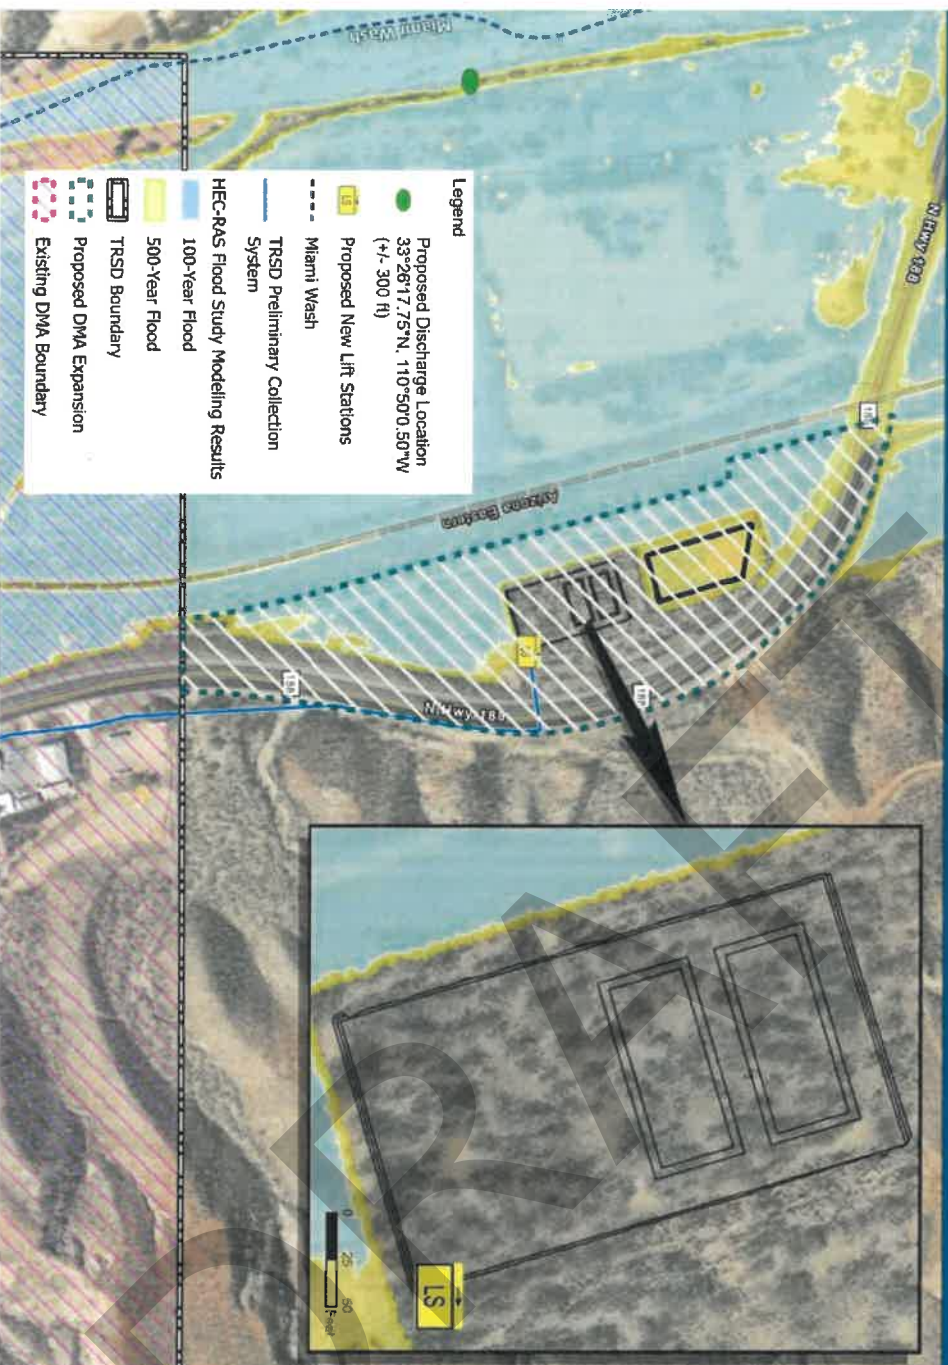 Legend
Proposed Discharge Location
33°26'17.75"N, 110°50'0.50"W
(+/- 300 ft)
LS
Proposed New Lift Stations
Miami Wash
TRSD Preliminary Collection
System
HEC-RAS Flood Study Modeling Results
100-Year Flood
500-Year Flood
TRSD Boundary
Proposed DMA Expansion
Existing DMA Boundary
Miami Wash
N Hwy 188
188
Arizona Eastern
188
188
N Hwy 188
LS
LS
0 25 50
Feet
DRAFT